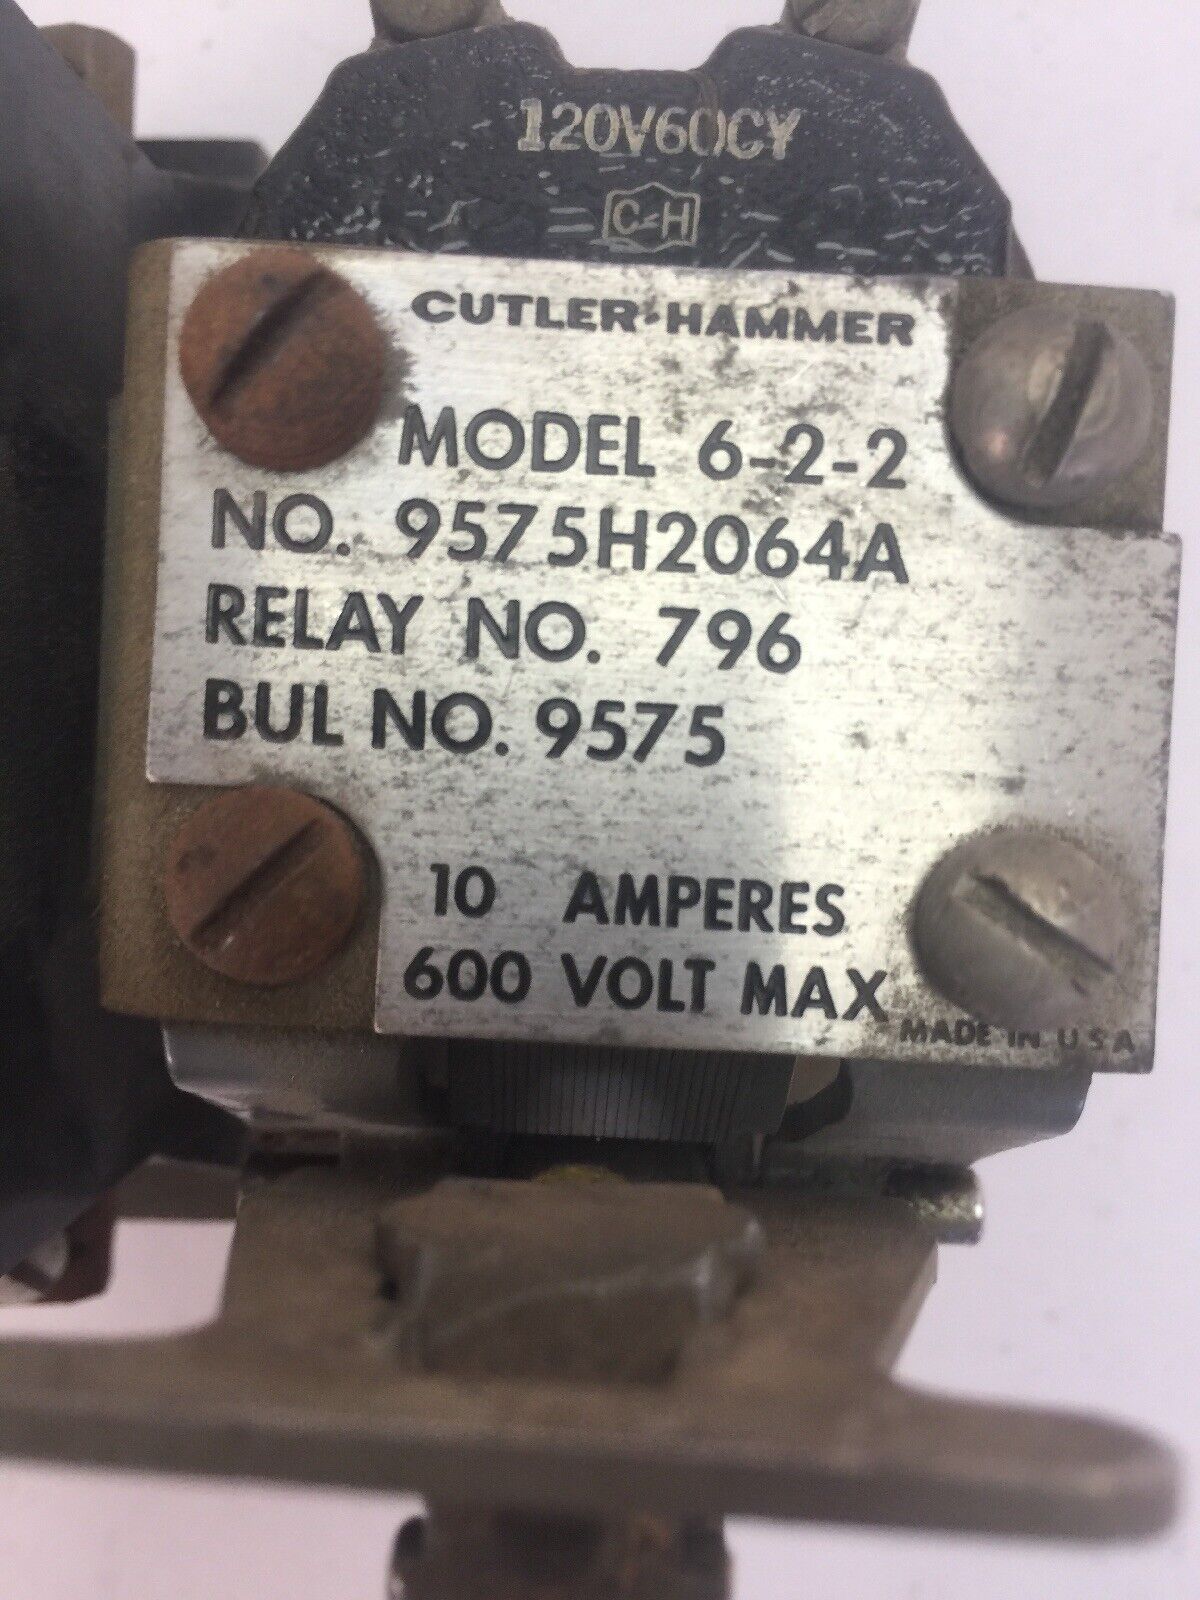 120V60CY
C-H
CUTLER-HAMMER
MODEL 6-2-2
NO. 9575H2064A
RELAY NO. 796
BUL NO. 9575
10 AMPERES
600 VOLT MAX
MADE IN U S A